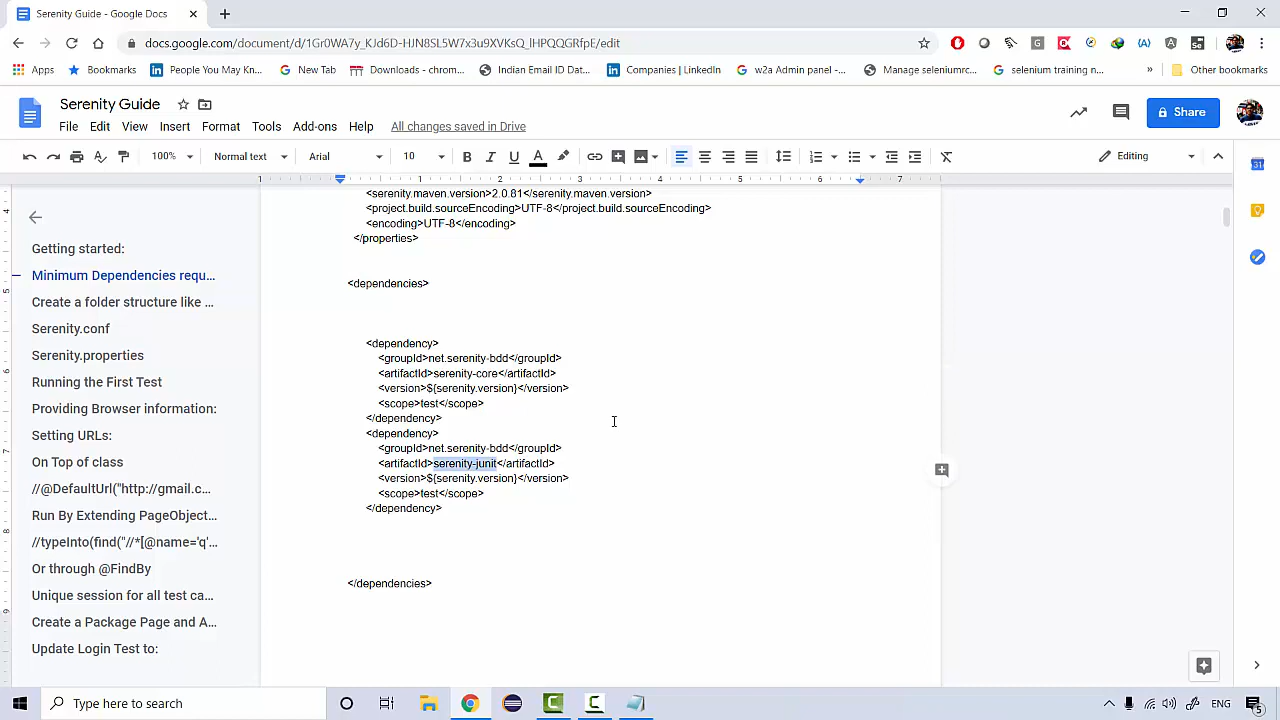 Serenity Guide - Google Docs
docs.google.com/document/d/
/edit
Apps Bookmarks People You May Kn... New Tab Downloads - chrom... Indian Email ID Dat... Companies | LinkedIn w2a Admin panel -... Manage seleniumrc... selenium training n... » Other bookmarks
Serenity Guide
File Edit View Insert Format Tools Add-ons Help All changes saved in Drive
Share
100% Normal text Arial 10 B I U A Editing
1 1 2 3 4 5 6 7
<serenity.maven.version>2.0.81</serenity.maven.version>
<project.build.sourceEncoding>UTF-8</project.build.sourceEncoding>
<encoding>UTF-8</encoding>
</properties>
<dependencies>
<dependency>
<groupId>net.serenity-bdd</groupId>
<artifactId>serenity-core</artifactId>
<version>${serenity.version}</version>
<scope>test</scope>
</dependency>
<dependency>
<groupId>net.serenity-bdd</groupId>
<artifactId>serenity-junit</artifactId>
<version>${serenity.version}</version>
<scope>test</scope>
</dependency>
</dependencies>
Getting started:
Minimum Dependencies requ...
Create a folder structure like ...
Serenity.conf
Serenity.properties
Running the First Test
Providing Browser information:
Setting URLs:
On Top of class
//@DefaultUrl("http://gmail.c...
Run By Extending PageObject...
//typeInto(find("//*[@name='q'...
Or through @FindBy
Unique session for all test ca...
Create a Package Page and A...
Update Login Test to:
Type here to search
ENG
5